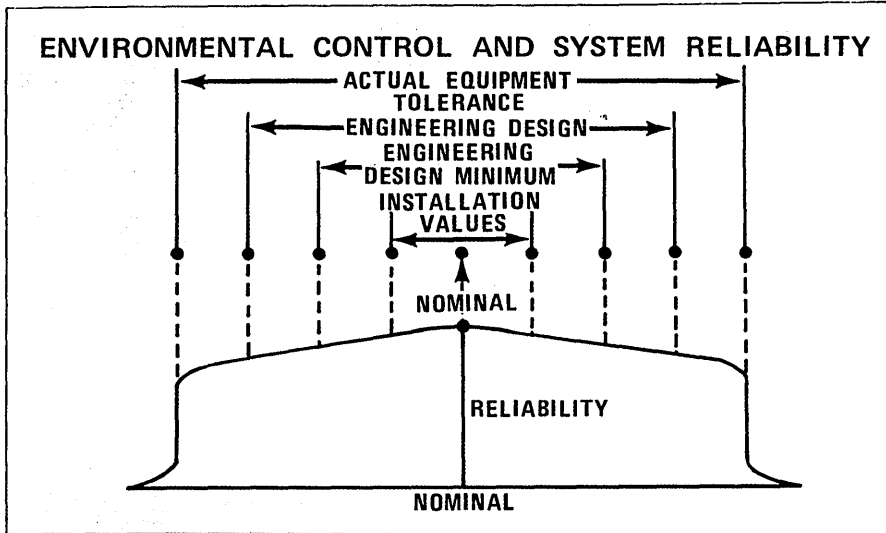 ENVIRONMENTAL CONTROL AND SYSTEM RELIABILITY
ACTUAL EQUIPMENT
TOLERANCE
ENGINEERING DESIGN
ENGINEERING
DESIGN MINIMUM
INSTALLATION
VALUES
NOMINAL
RELIABILITY
NOMINAL